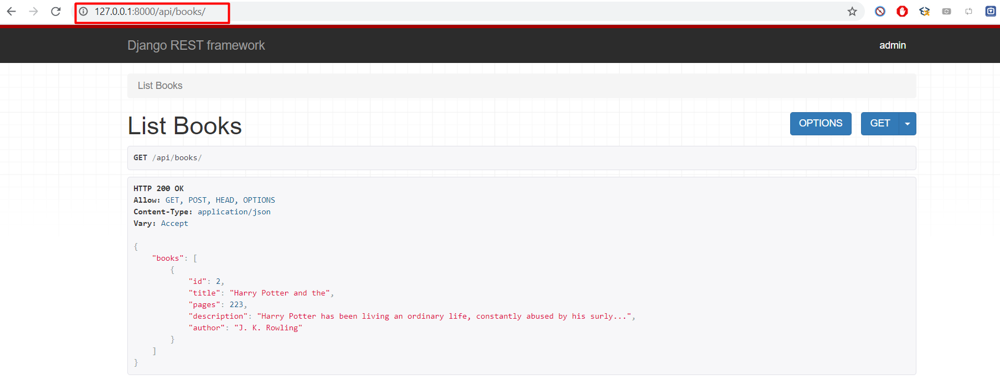 127.0.0.1:8000/api/books/
Django REST framework
admin
List Books
List Books
OPTIONS
GET
GET /api/books/
HTTP 200 OK
Allow: GET, POST, HEAD, OPTIONS
Content-Type: application/json
Vary: Accept
{
    "books": [
        {
            "id": 2,
            "title": "Harry Potter and the",
            "pages": 223,
            "description": "Harry Potter has been living an ordinary life, constantly abused by his surly...",
            "author": "J. K. Rowling"
        }
    ]
}